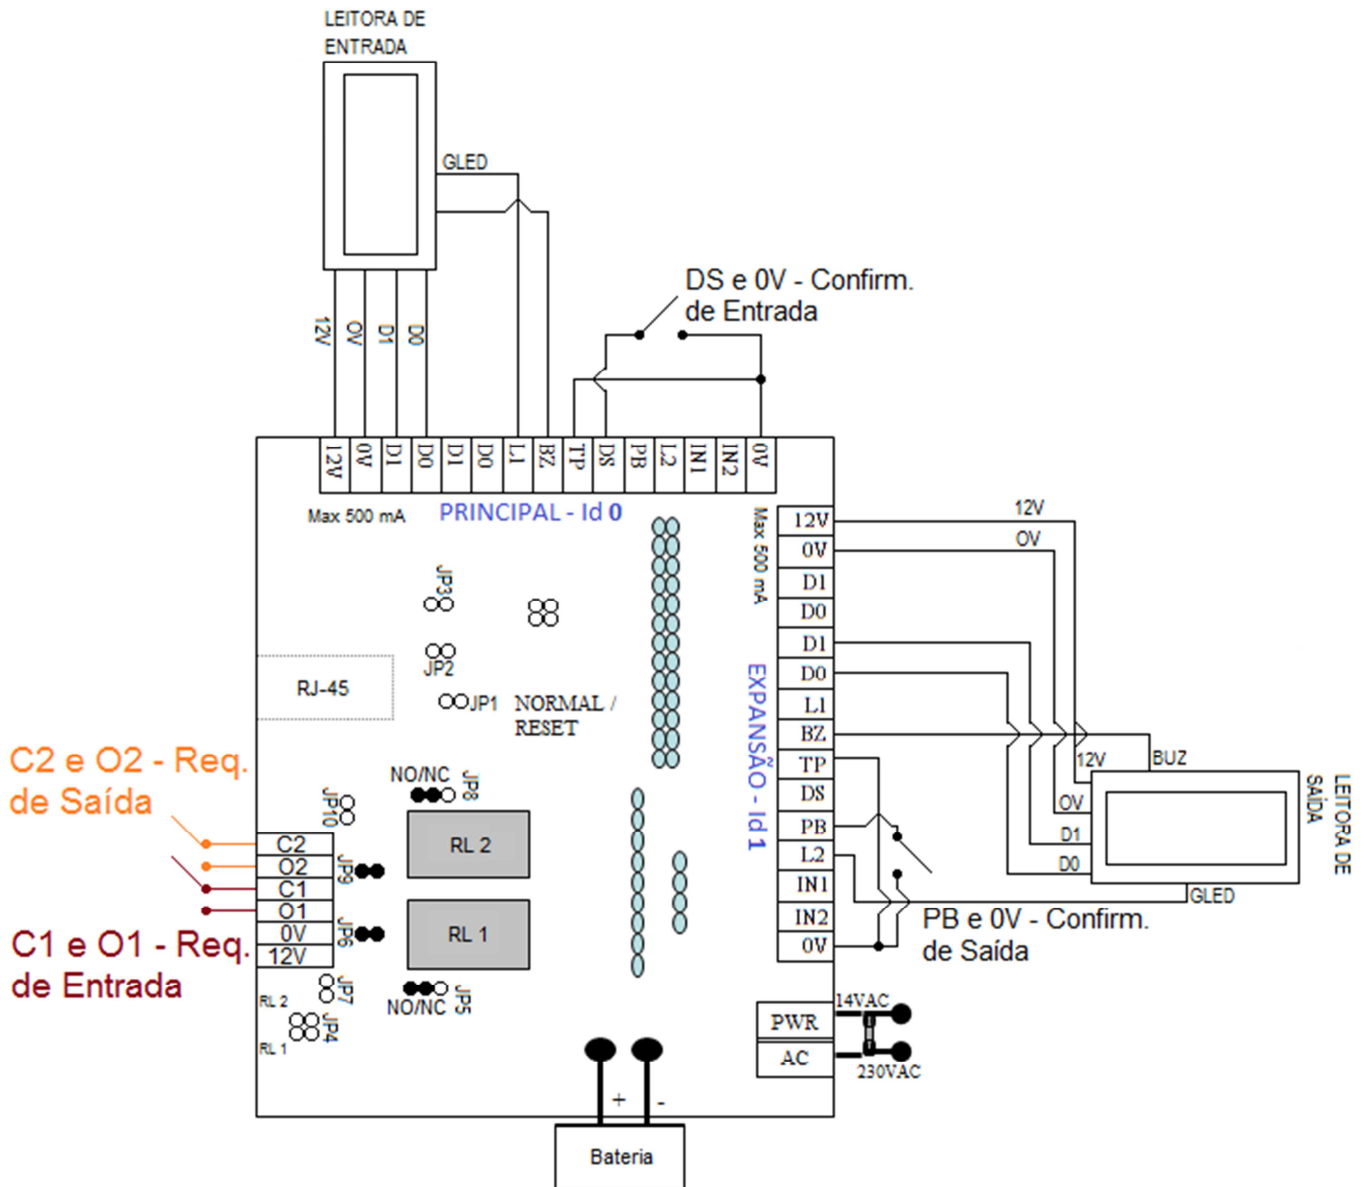 LEITORA DE
ENTRADA
GLED
12V
OV
D1
D0
DS e 0V - Confirm.
de Entrada
12V
0V
D1
D0
D1
D0
L1
BZ
TP
DS
PB
L2
IN1
IN2
0V
Max 500 mA
PRINCIPAL - Id 0
Max 500 mA
12V
0V
D1
D0
D1
D0
L1
BZ
TP
DS
PB
L2
IN1
IN2
0V
EXPANSÃO - Id 1
12V
OV
JP3
JP2
JP1
NORMAL /
RESET
RJ-45
C2 e O2 - Req.
de Saída
NO/NC
JP8
JP10
RL 2
JP9
C2
O2
C1
O1
0V
12V
C1 e O1 - Req.
de Entrada
JP6
RL 1
JP7
NO/NC
JP5
RL 2
JP4
RL 1
12V
BUZ
OV
D1
D0
GLED
LEITORA DE
SAÍDA
PB e 0V - Confirm.
de Saída
PWR
AC
14VAC
230VAC
+
-
Bateria